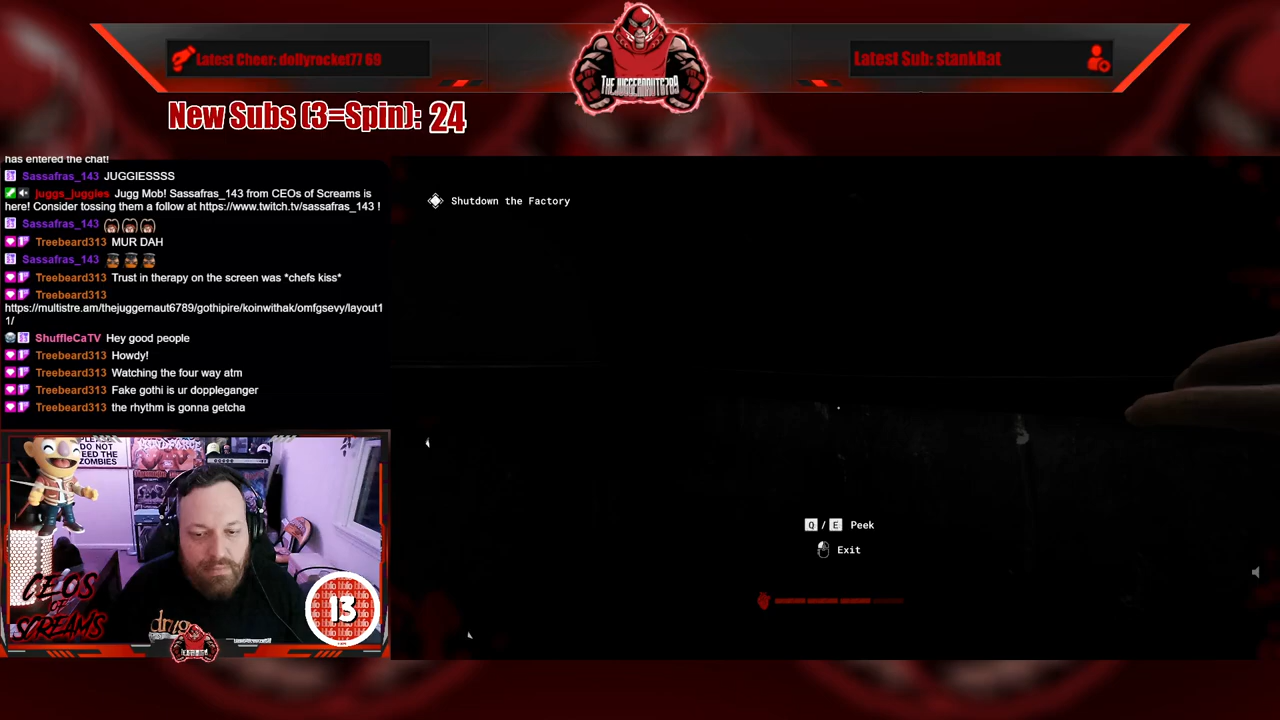 Latest Cheer: dollyrocket77 69
THEJUGGERNAUT6789
Latest Sub: stankRat
New Subs (3=Spin): 24
has entered the chat!
Sassafras_143 JUGGIESSSS
juggs_juggies Jugg Mob! Sassafras_143 from CEOs of Screams is
here! Consider tossing them a follow at https://www.twitch.tv/sassafras_143 !
Sassafras_143
Treebeard313 MUR DAH
Sassafras_143
Treebeard313 Trust in therapy on the screen was *chefs kiss*
Treebeard313
https://multistre.am/thejuggernaut6789/gothipire/koinwithak/omfgsevy/layout1
1/
ShuffleCaTV Hey good people
Treebeard313 Howdy!
Treebeard313 Watching the four way atm
Treebeard313 Fake gothi is ur doppleganger
Treebeard313 the rhythm is gonna getcha
Shutdown the Factory
Q / E Peek
Exit
DO NOT
FEED THE
ZOMBIES
CEOS
OF
SCREAMS
13